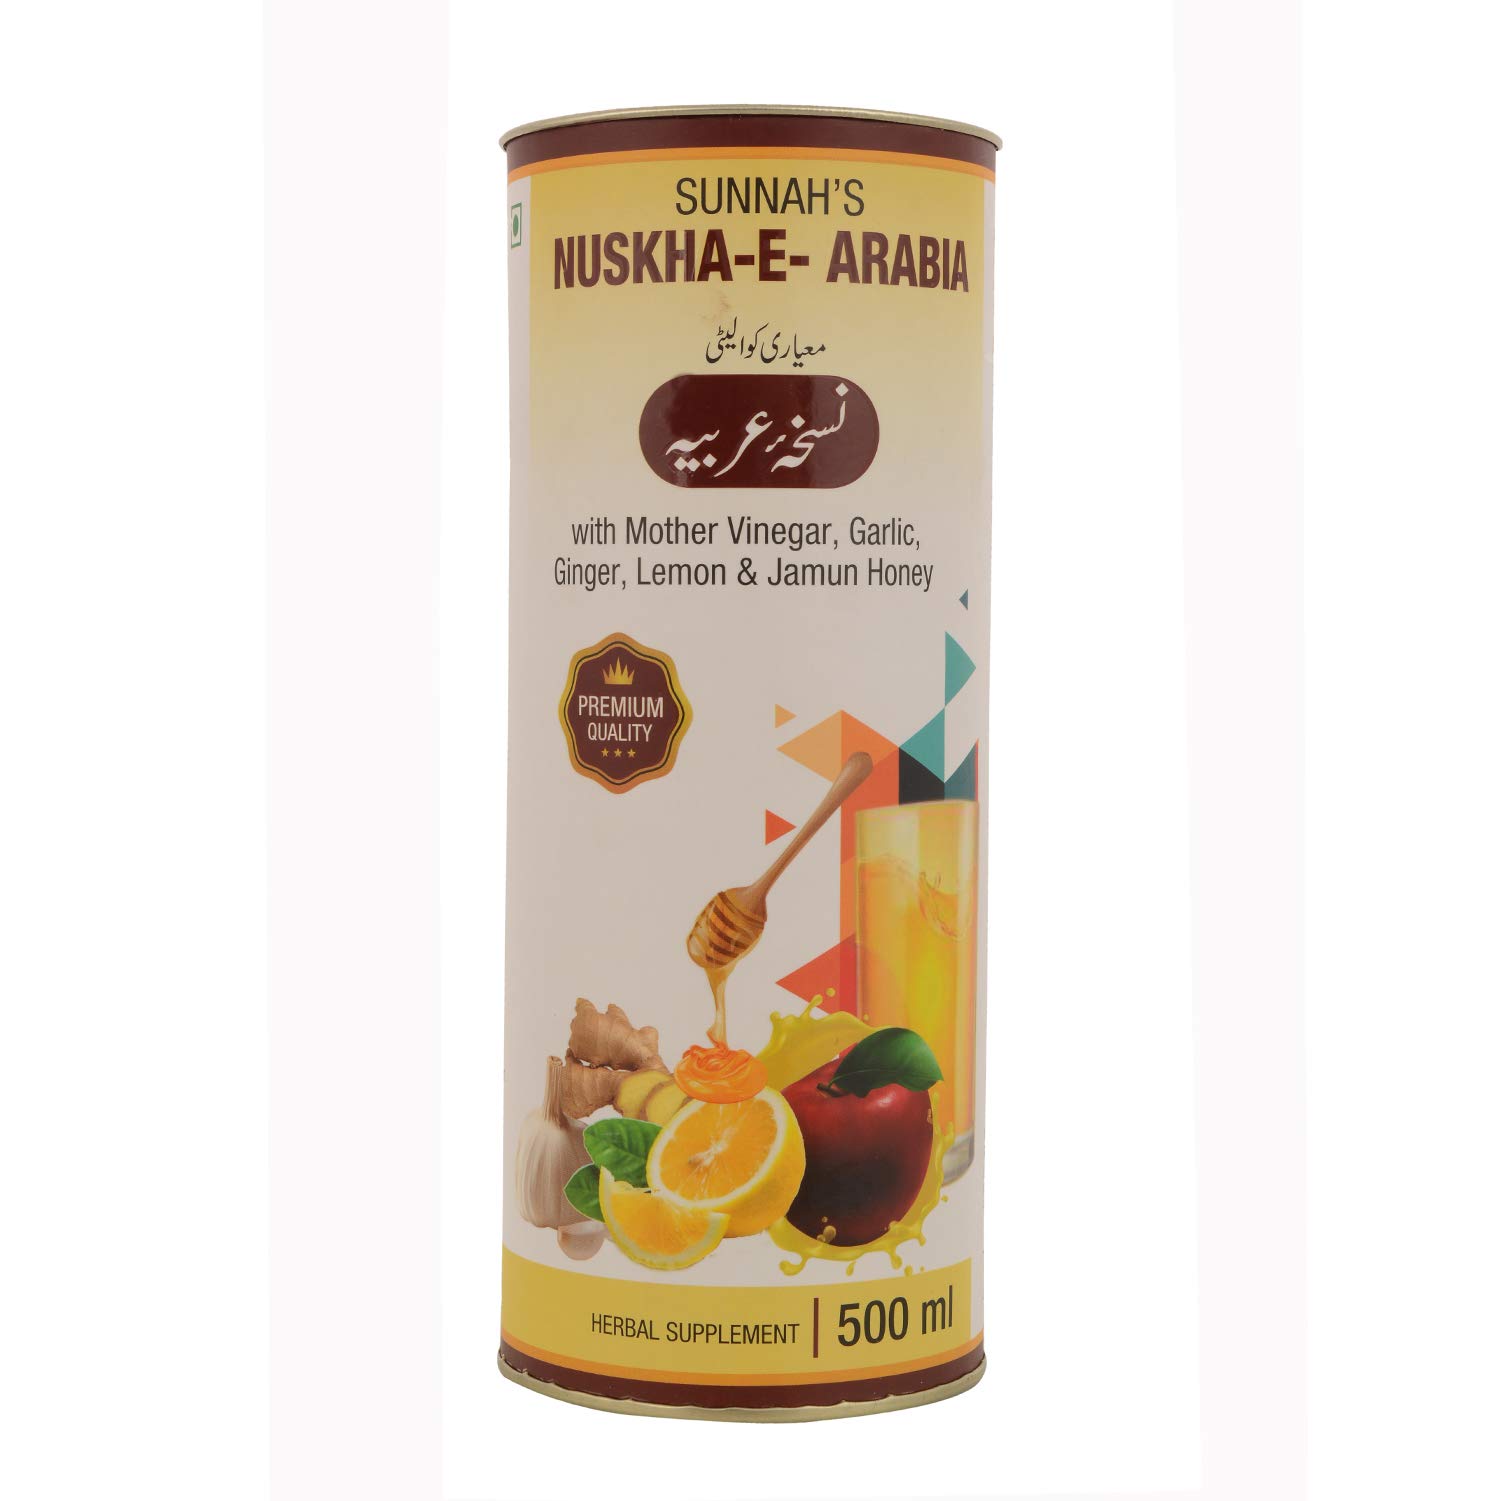 SUNNAH'S
NUSKHA-E- ARABIA
معیاری کوالیٹی
نسخہٴ عربیہ
with Mother Vinegar, Garlic,
Ginger, Lemon & Jamun Honey
PREMIUM
QUALITY
HERBAL SUPPLEMENT | 500 ml